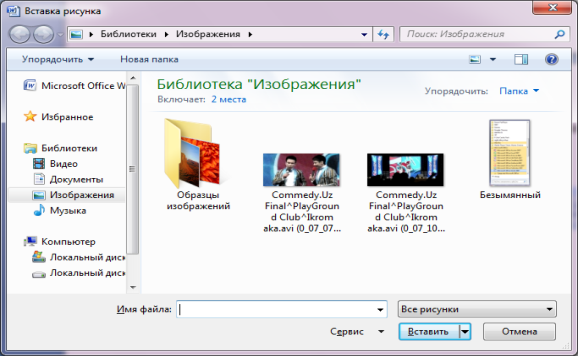 Вставка рисунка
Библиотеки ▸ Изображения ▸
Поиск: Изображения
Упорядочить Новая папка
Microsoft Office W
Избранное
Библиотеки
Видео
Документы
Изображения
Музыка
Компьютер
Локальный диск
Локальный диск
Библиотека "Изображения"
Включает: 2 места
Упорядочить: Папка
Образцы
изображений
Commedy.Uz
Final^PlayGroun
d Club^Ikrom
aka.avi (0_07_07...
Commedy.Uz
Final^PlayGroun
d Club^Ikrom
aka.avi (0_07_10...
Безымянный
Имя файла:
Все рисунки
Сервис
Вставить
Отмена